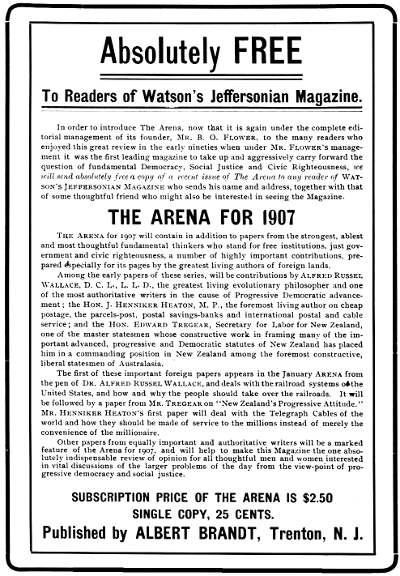 Absolutely FREE
To Readers of Watson's Jeffersonian Magazine.
In order to introduce The Arena, now that it is again under the complete edi-
torial management of its founder, MR. B. O. FLOWER, to the many readers who
enjoyed this great review in the early nineties when under MR. FLOWER'S manage-
ment it was the first leading magazine to take up and aggressively carry forward the
question of fundamental Democracy, Social Justice and Civic Righteousness, we
will send absolutely free a copy of a recent issue of The Arena to any reader of WAT-
SON'S JEFFERSONIAN MAGAZINE who sends his name and address, together with that
of some thoughtful friend who might also be interested in seeing the Magazine.
THE ARENA FOR 1907
THE ARENA for 1907 will contain in addition to papers from the strongest, ablest
and most thoughtful fundamental thinkers who stand for free institutions, just gov-
ernment and civic righteousness, a number of highly important contributions, pre-
pared especially for its pages by the greatest living authors of foreign lands.
Among the early papers of these series, will be contributions by ALFRED RUSSEL
WALLACE, D. C. L., L. L. D., the greatest living evolutionary philosopher and one
of the most authoritative writers in the cause of Progressive Democratic advance-
ment; the HON. J. HENNIKER HEATON, M. P., the foremost living author on cheap
postage, the parcels-post, postal savings-banks and international postal and cable
service; and the HON. EDWARD TREGEAR, Secretary for Labor for New Zealand,
one of the master statesmen whose constructive work in framing many of the im-
portant advanced, progressive and Democratic statutes of New Zealand has placed
him in a commanding position in New Zealand among the foremost constructive,
liberal statesmen of Australasia.
The first of these important foreign papers appears in the January ARENA from
the pen of DR. ALFRED RUSSEL WALLACE, and deals with the railroad systems of the
United States, and how and why the people should take over the railroads. It will
be followed by a paper from MR. TREGEAR on "New Zealand's Progressive Attitude."
MR. HENNIKER HEATON'S first paper will deal with the Telegraph Cables of the
world and how they should be made of service to the millions instead of merely the
convenience of the millionaire.
Other papers from equally important and authoritative writers will be a marked
feature of the Arena for 1907, and will help to make this Magazine the one abso-
lutely indispensable review of opinion for all thoughtful men and women interested
in vital discussions of the larger problems of the day from the view-point of pro-
gressive democracy and social justice.
SUBSCRIPTION PRICE OF THE ARENA IS $2.50
SINGLE COPY, 25 CENTS.
Published by ALBERT BRANDT, Trenton, N. J.